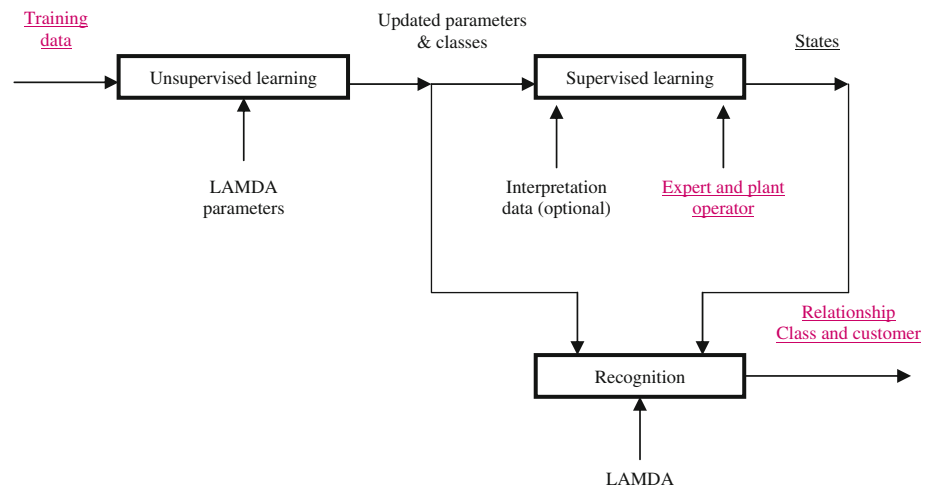 Training
data
Updated parameters
& classes
States
Unsupervised learning
Supervised learning
LAMDA
parameters
Interpretation
data (optional)
Expert and plant
operator
Relationship
Class and customer
Recognition
LAMDA